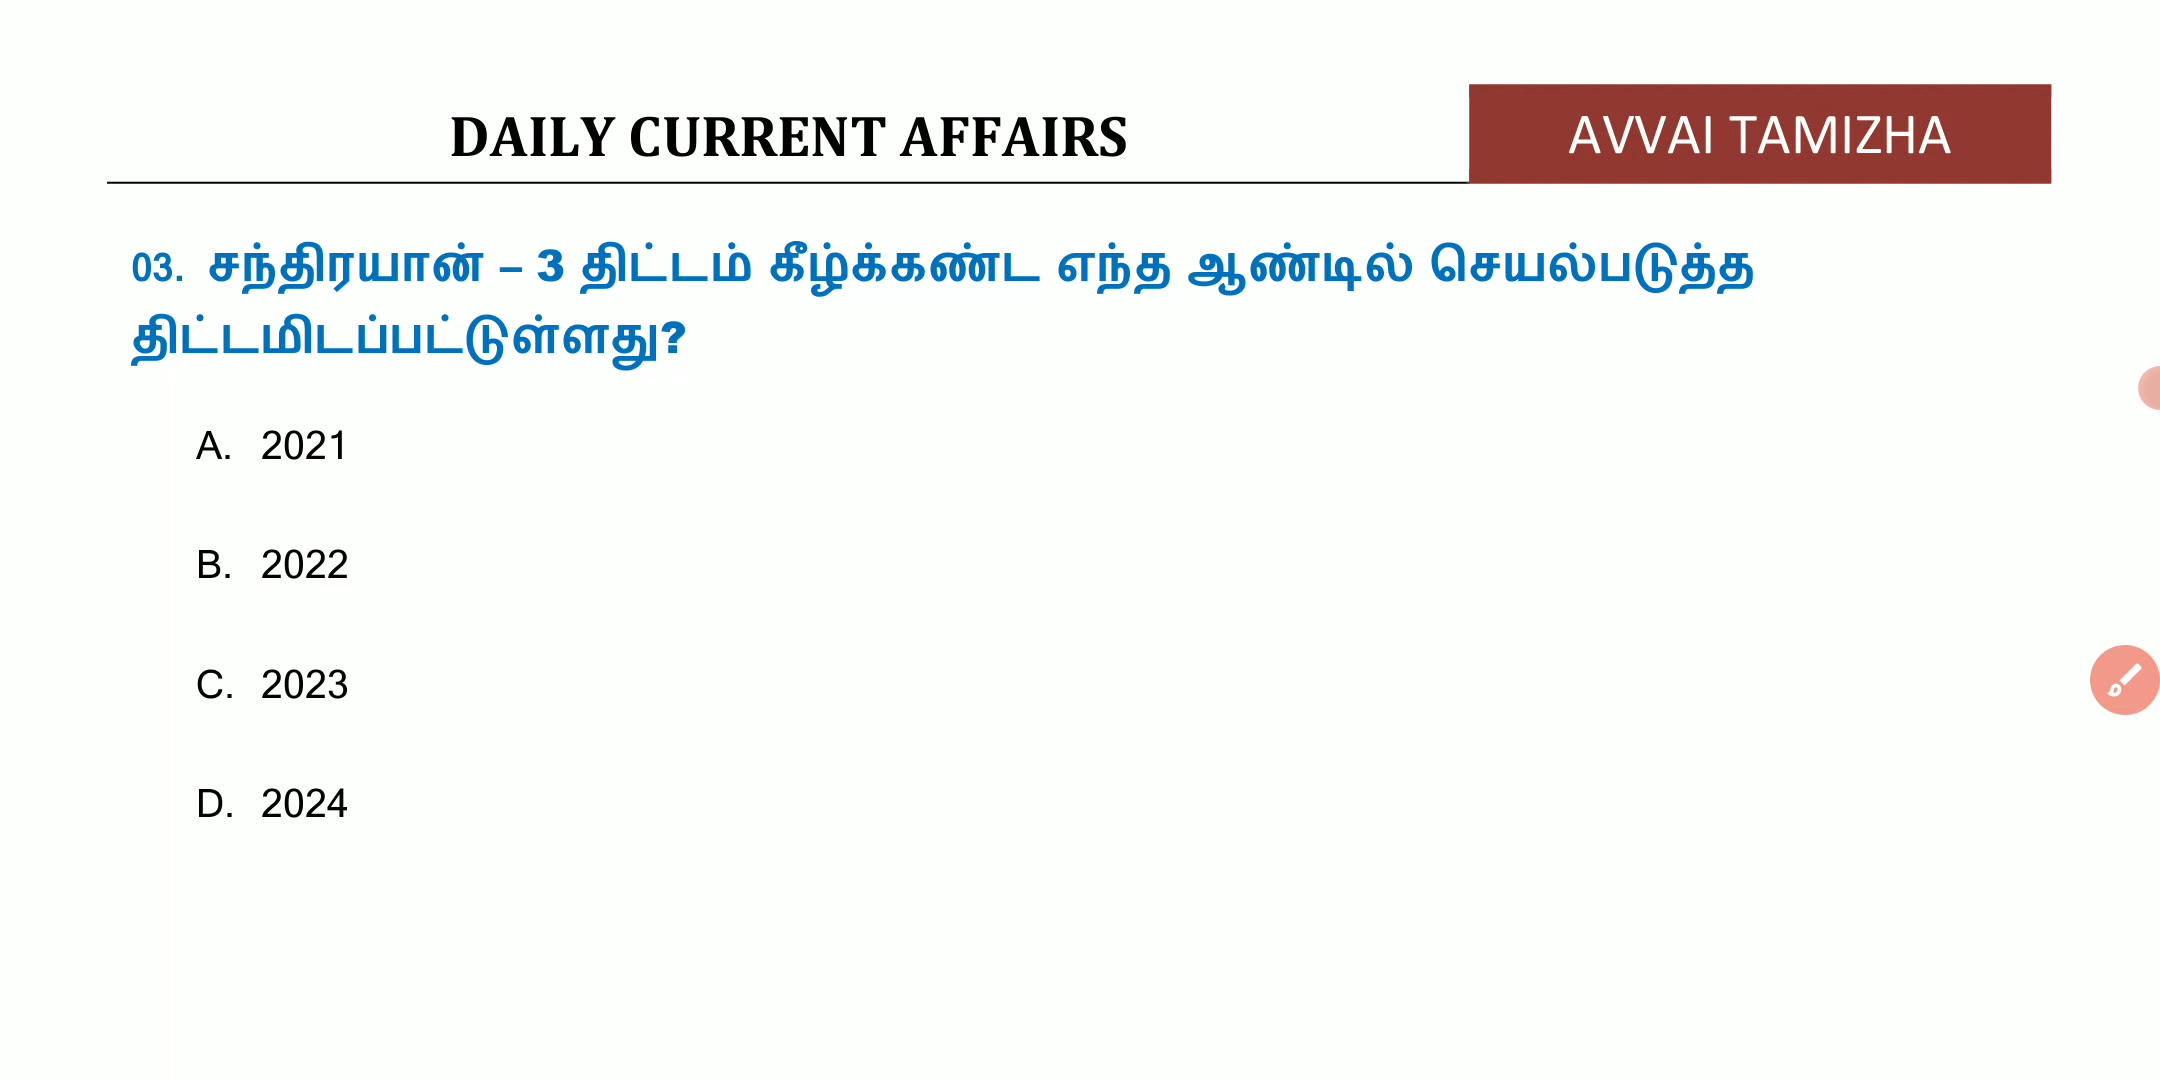 DAILY CURRENT AFFAIRS
AVVAI TAMIZHA
03. சந்திரயான் – 3 திட்டம் கீழ்க்கண்ட எந்த ஆண்டில் செயல்படுத்த
திட்டமிடப்பட்டுள்ளது?
A. 2021
B. 2022
C. 2023
D. 2024